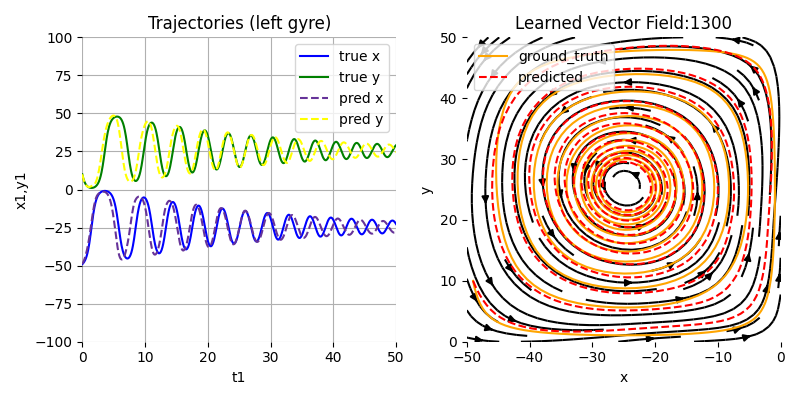 Trajectories (left gyre)
100
75
50
25
0
−25
−50
−75
−100
x1,y1
0 10 20 30 40 50
t1
true x
true y
pred x
pred y
Learned Vector Field:1300
50
40
30
20
10
0
y
−50 −40 −30 −20 −10 0
x
ground_truth
predicted